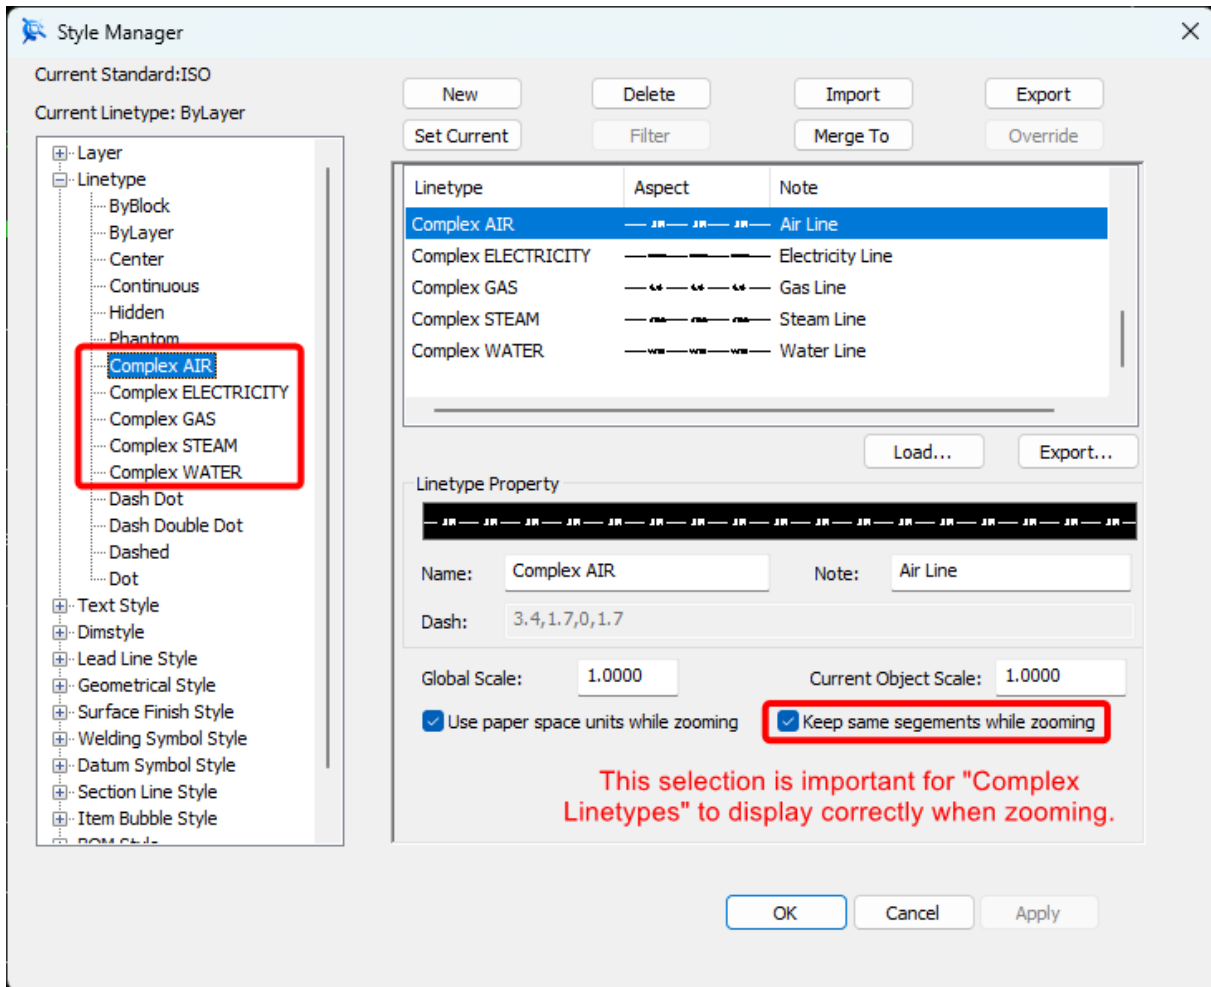 Style Manager
Current Standard:ISO
Current Linetype: ByLayer
New
Delete
Import
Export
Set Current
Filter
Merge To
Override
Layer
Linetype
ByBlock
ByLayer
Center
Continuous
Hidden
Phantom
Complex AIR
Complex ELECTRICITY
Complex GAS
Complex STEAM
Complex WATER
Dash Dot
Dash Double Dot
Dashed
Dot
Text Style
Dimstyle
Lead Line Style
Geometrical Style
Surface Finish Style
Welding Symbol Style
Datum Symbol Style
Section Line Style
Item Bubble Style
BOM Style
Linetype Aspect Note
Complex AIR Air Line
Complex ELECTRICITY Electricity Line
Complex GAS Gas Line
Complex STEAM Steam Line
Complex WATER Water Line
Load...
Export...
Linetype Property
Name: Complex AIR Note: Air Line
Dash: 3.4,1.7,0,1.7
Global Scale: 1.0000 Current Object Scale: 1.0000
Use paper space units while zooming Keep same segements while zooming
This selection is important for "Complex
Linetypes" to display correctly when zooming.
OK
Cancel
Apply